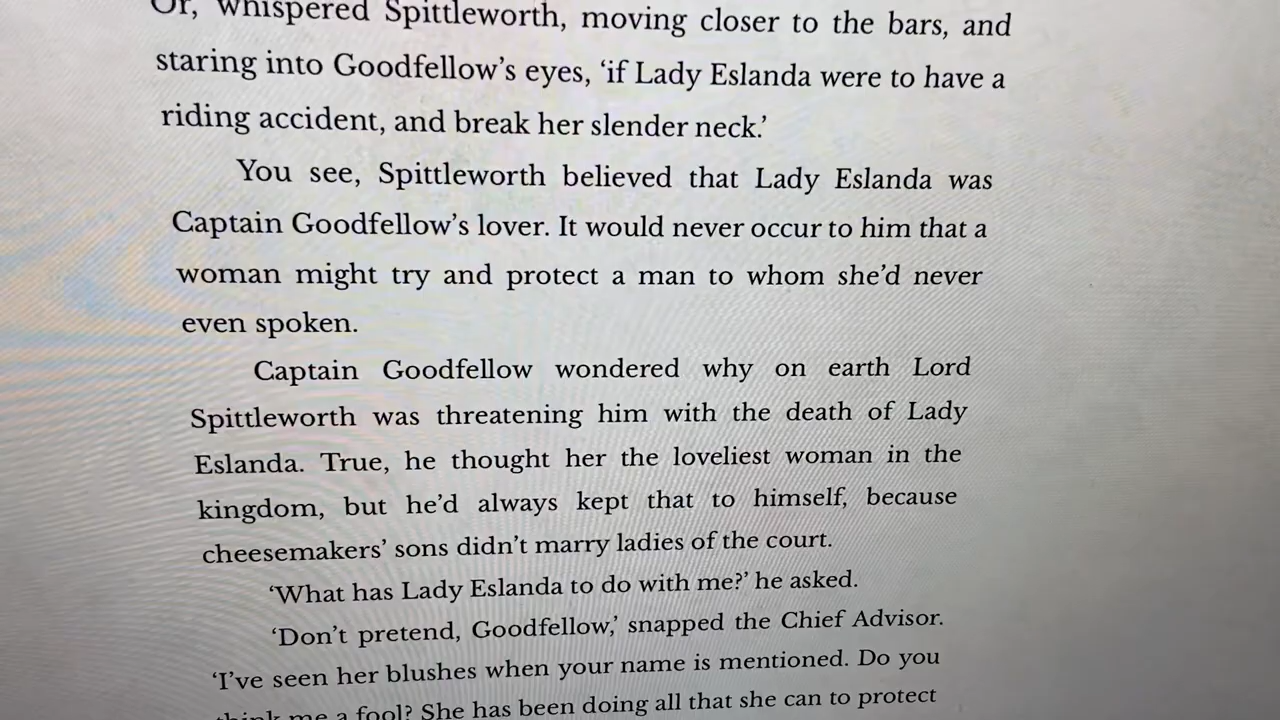 Or, whispered Spittleworth, moving closer to the bars, and
staring into Goodfellow’s eyes, ‘if Lady Eslanda were to have a
riding accident, and break her slender neck.’
You see, Spittleworth believed that Lady Eslanda was
Captain Goodfellow’s lover. It would never occur to him that a
woman might try and protect a man to whom she’d never
even spoken.
Captain Goodfellow wondered why on earth Lord
Spittleworth was threatening him with the death of Lady
Eslanda. True, he thought her the loveliest woman in the
kingdom, but he’d always kept that to himself, because
cheesemakers’ sons didn’t marry ladies of the court.
‘What has Lady Eslanda to do with me?’ he asked.
‘Don’t pretend, Goodfellow,’ snapped the Chief Advisor.
‘I’ve seen her blushes when your name is mentioned. Do you
think me a fool? She has been doing all that she can to protect